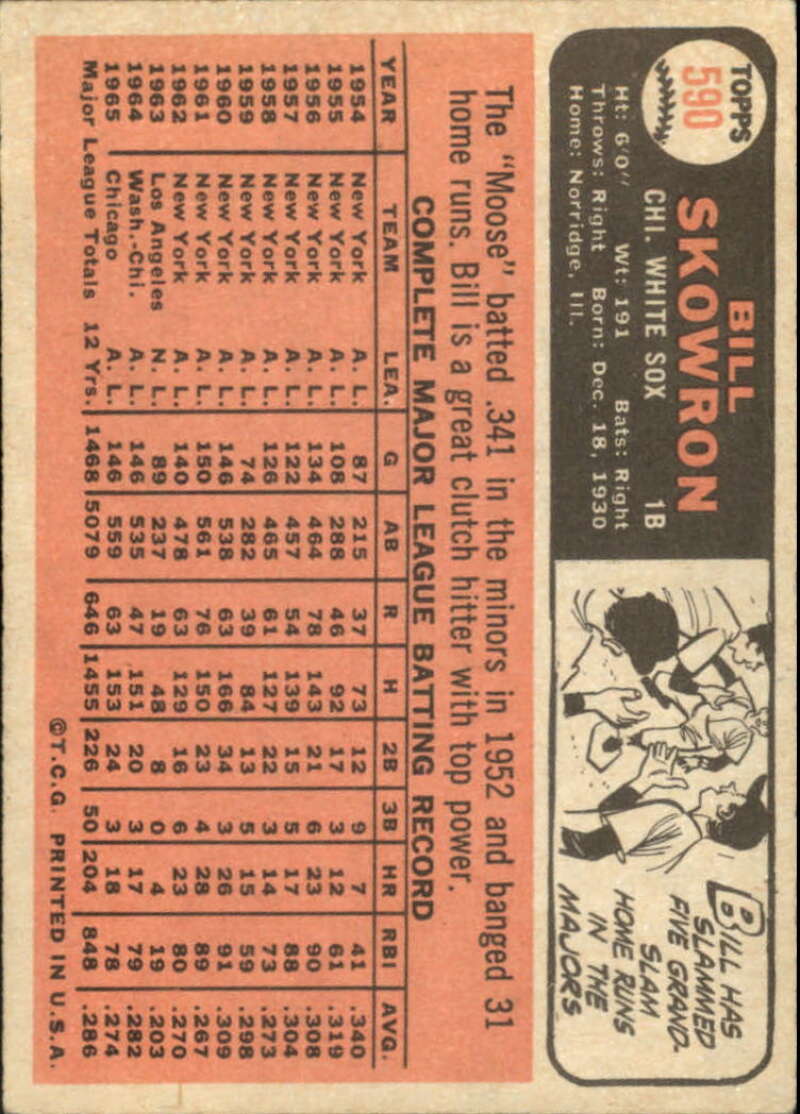 TOPPS
590
BILL
SKOWRON
CHI. WHITE SOX 1B
Ht: 6'0" Wt: 191 Bats: Right
Throws: Right Born: Dec. 18, 1930
Home: Norridge, Ill.
BILL HAS
SLAMMED
FIVE GRAND-
SLAM
HOME RUNS
IN THE
MAJORS
The "Moose" batted .341 in the minors in 1952 and banged 31
home runs. Bill is a great clutch hitter with top power.
COMPLETE MAJOR LEAGUE BATTING RECORD
YEAR TEAM LEA. G AB R H 2B 3B HR RBI AVG.
1954 New York A. L. 87 215 37 73 12 9 7 41 .340
1955 New York A. L. 108 288 46 92 17 3 12 61 .319
1956 New York A. L. 134 464 78 143 21 6 23 90 .308
1957 New York A. L. 122 457 54 139 15 5 17 88 .304
1958 New York A. L. 126 465 61 127 22 3 14 73 .273
1959 New York A. L. 74 282 39 84 13 5 15 59 .298
1960 New York A. L. 146 538 63 166 34 3 26 91 .309
1961 New York A. L. 150 561 76 150 23 4 28 89 .267
1962 New York A. L. 140 478 63 129 16 6 23 80 .270
1963 Los Angeles N. L. 89 237 19 48 8 0 4 19 .203
1964 Wash.-Chi. A. L. 146 535 47 151 20 3 17 79 .282
1965 Chicago A. L. 146 559 63 153 24 3 18 78 .274
Major League Totals 12 Yrs. 1468 5079 646 1455 226 50 204 848 .286
©T.C.G. PRINTED IN U.S.A.